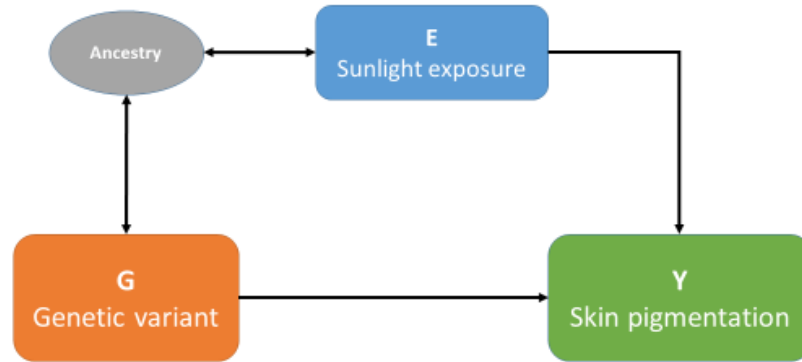 Ancestry
E
Sunlight exposure
G
Genetic variant
Y
Skin pigmentation